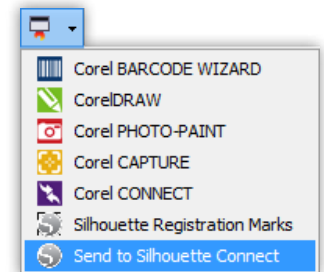 Corel BARCODE WIZARD
CorelDRAW
Corel PHOTO-PAINT
Corel CAPTURE
Corel CONNECT
Silhouette Registration Marks
Send to Silhouette Connect